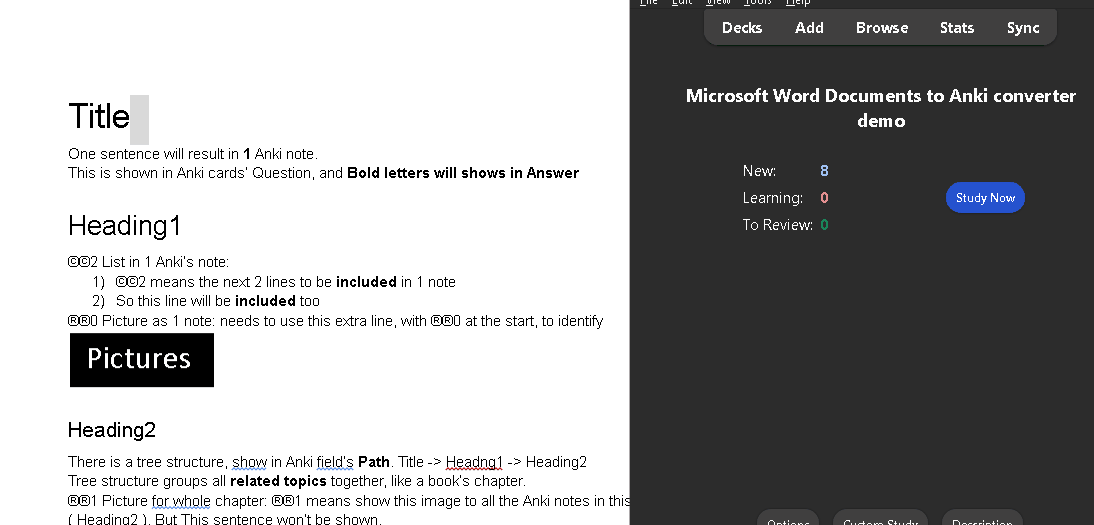 File Edit View Tools Help
Decks Add Browse Stats Sync
Title
One sentence will result in 1 Anki note.
This is shown in Anki cards' Question, and Bold letters will shows in Answer
Heading1
©©2 List in 1 Anki's note:
1) ©©2 means the next 2 lines to be included in 1 note
2) So this line will be included too
®®0 Picture as 1 note: needs to use this extra line, with ®®0 at the start, to identify
Pictures
Heading2
There is a tree structure, show in Anki field's Path. Title -> Headng1 -> Heading2
Tree structure groups all related topics together, like a book's chapter.
®®1 Picture for whole chapter: ®®1 means show this image to all the Anki notes in this
( Heading2 ). But This sentence won't be shown.
Microsoft Word Documents to Anki converter
demo
New: 8
Learning: 0
To Review: 0
Study Now
Options Custom Study Description